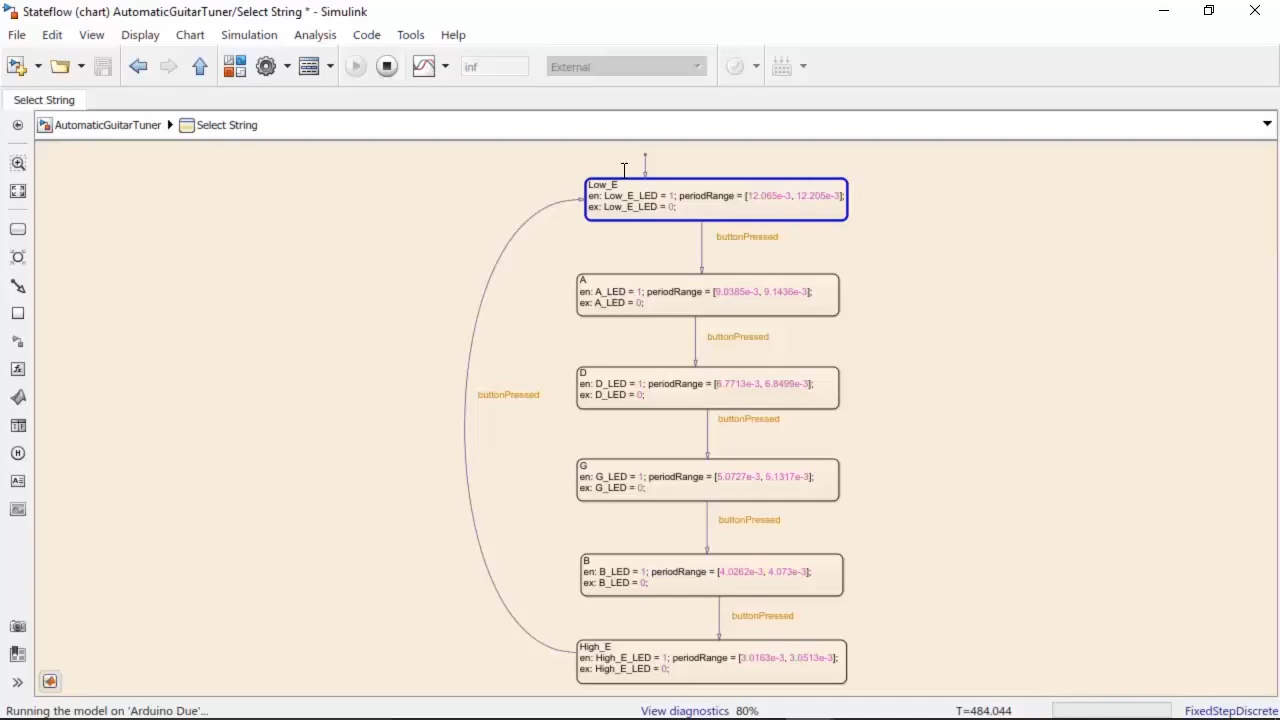 Stateflow (chart) AutomaticGuitarTuner/Select String * - Simulink
File Edit View Display Chart Simulation Analysis Code Tools Help
inf External
Select String
AutomaticGuitarTuner Select String
Low_E
en: Low_E_LED = 1; periodRange = [12.065e-3, 12.205e-3];
ex: Low_E_LED = 0;
buttonPressed
A
en: A_LED = 1; periodRange = [9.0385e-3, 9.1436e-3];
ex: A_LED = 0;
buttonPressed
D
en: D_LED = 1; periodRange = [6.7713e-3, 6.8499e-3];
ex: D_LED = 0;
buttonPressed
buttonPressed
G
en: G_LED = 1; periodRange = [5.0727e-3, 5.1317e-3];
ex: G_LED = 0;
buttonPressed
B
en: B_LED = 1; periodRange = [4.0262e-3, 4.073e-3];
ex: B_LED = 0;
buttonPressed
High_E
en: High_E_LED = 1; periodRange = [3.0163e-3, 3.0513e-3];
ex: High_E_LED = 0;
Running the model on 'Arduino Due'... View diagnostics 80% T=484.044 FixedStepDiscrete